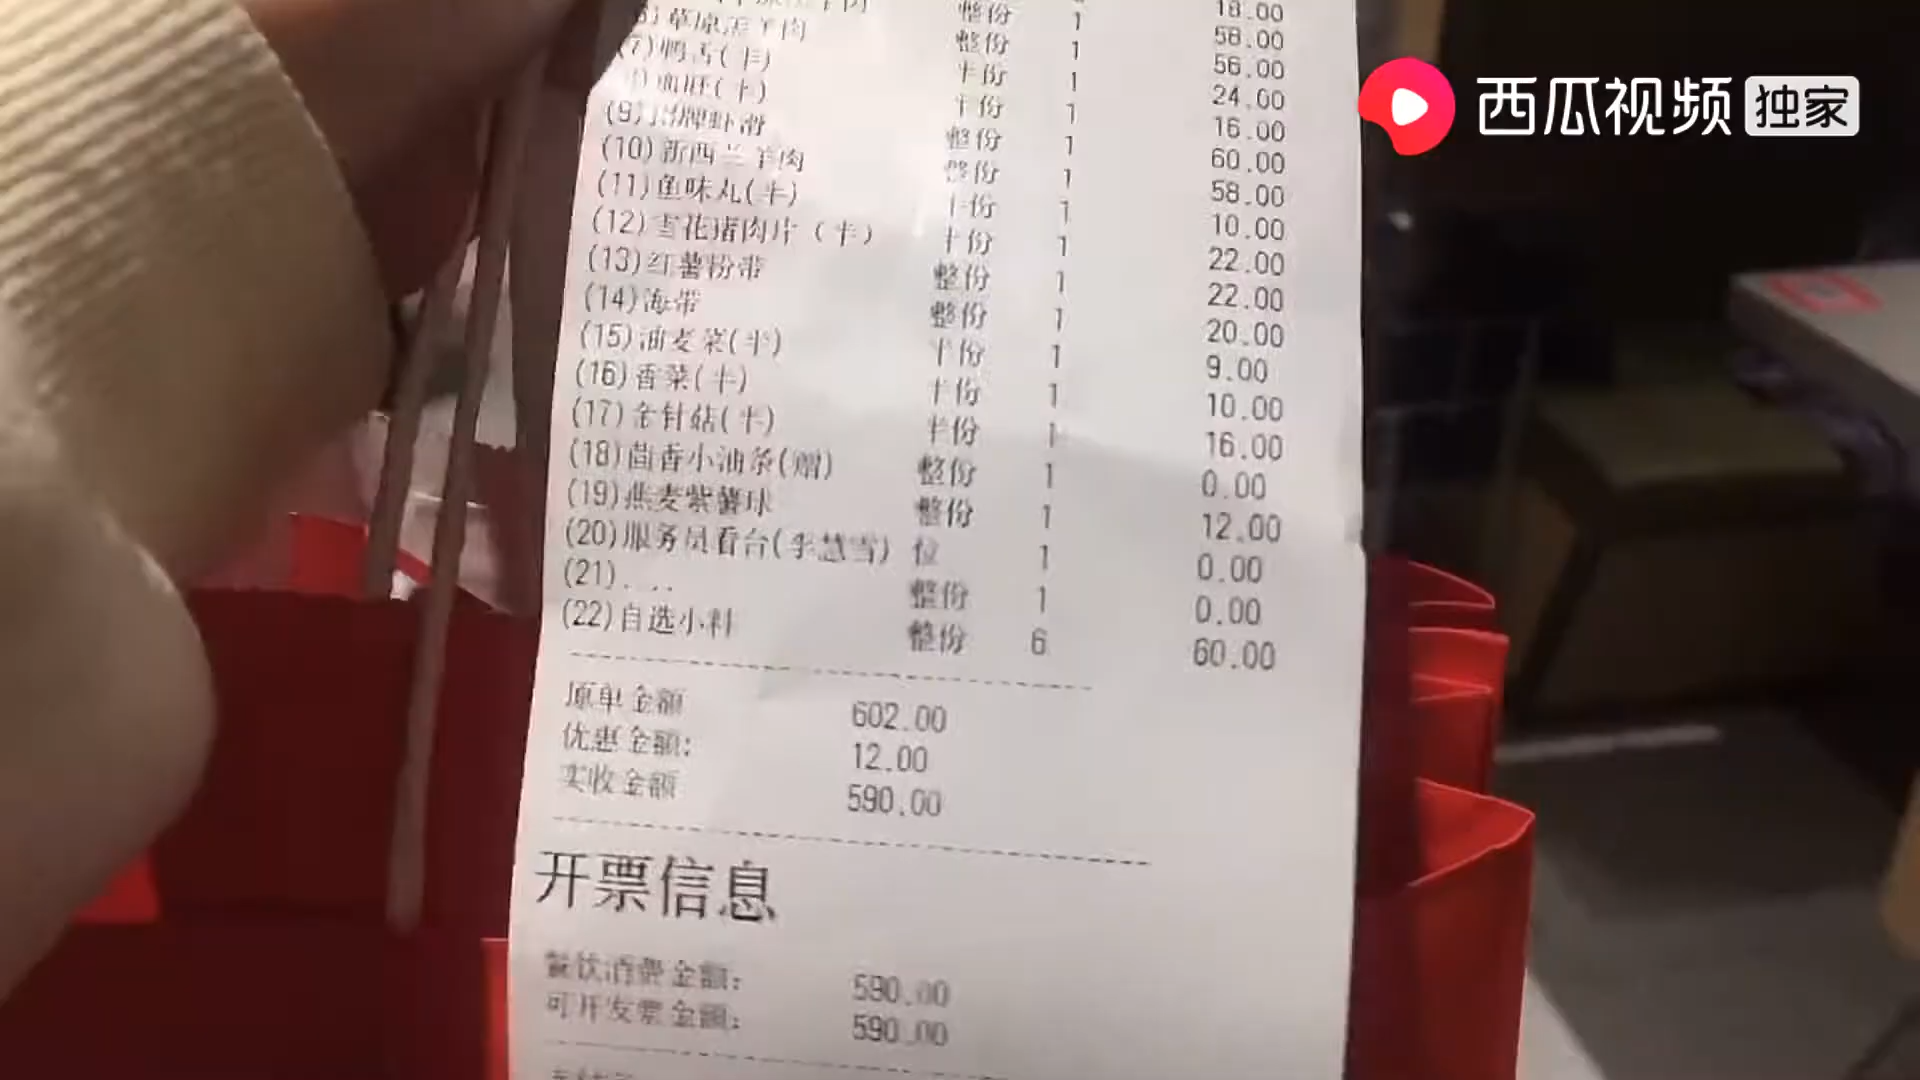 西瓜视频 独家
整份 1 18.00
草原羔羊肉 整份 1 58.00
(7)鸭舌(半) 半份 1 56.00
血旺(半) 半份 1 24.00
(9)招牌虾滑 整份 1 16.00
(10)新西兰羊肉 整份 1 60.00
(11)鱼味丸(半) 半份 1 58.00
(12)雪花猪肉片(半) 半份 1 10.00
(13)红薯粉带 整份 1 22.00
(14)海带 整份 1 22.00
(15)油麦菜(半) 半份 1 20.00
(16)香菜(半) 半份 1 9.00
(17)金针菇(半) 半份 1 10.00
(18)茴香小油条(赠) 整份 1 16.00
(19)燕麦紫薯球 整份 1 0.00
(20)服务员看台(李慧雪) 位 1 12.00
(21).... 整份 1 0.00
(22)自选小料 整份 6 0.00
60.00
原单金额 602.00
优惠金额: 12.00
实收金额 590.00
开票信息
餐饮消费金额: 590.00
可开发票金额: 590.00